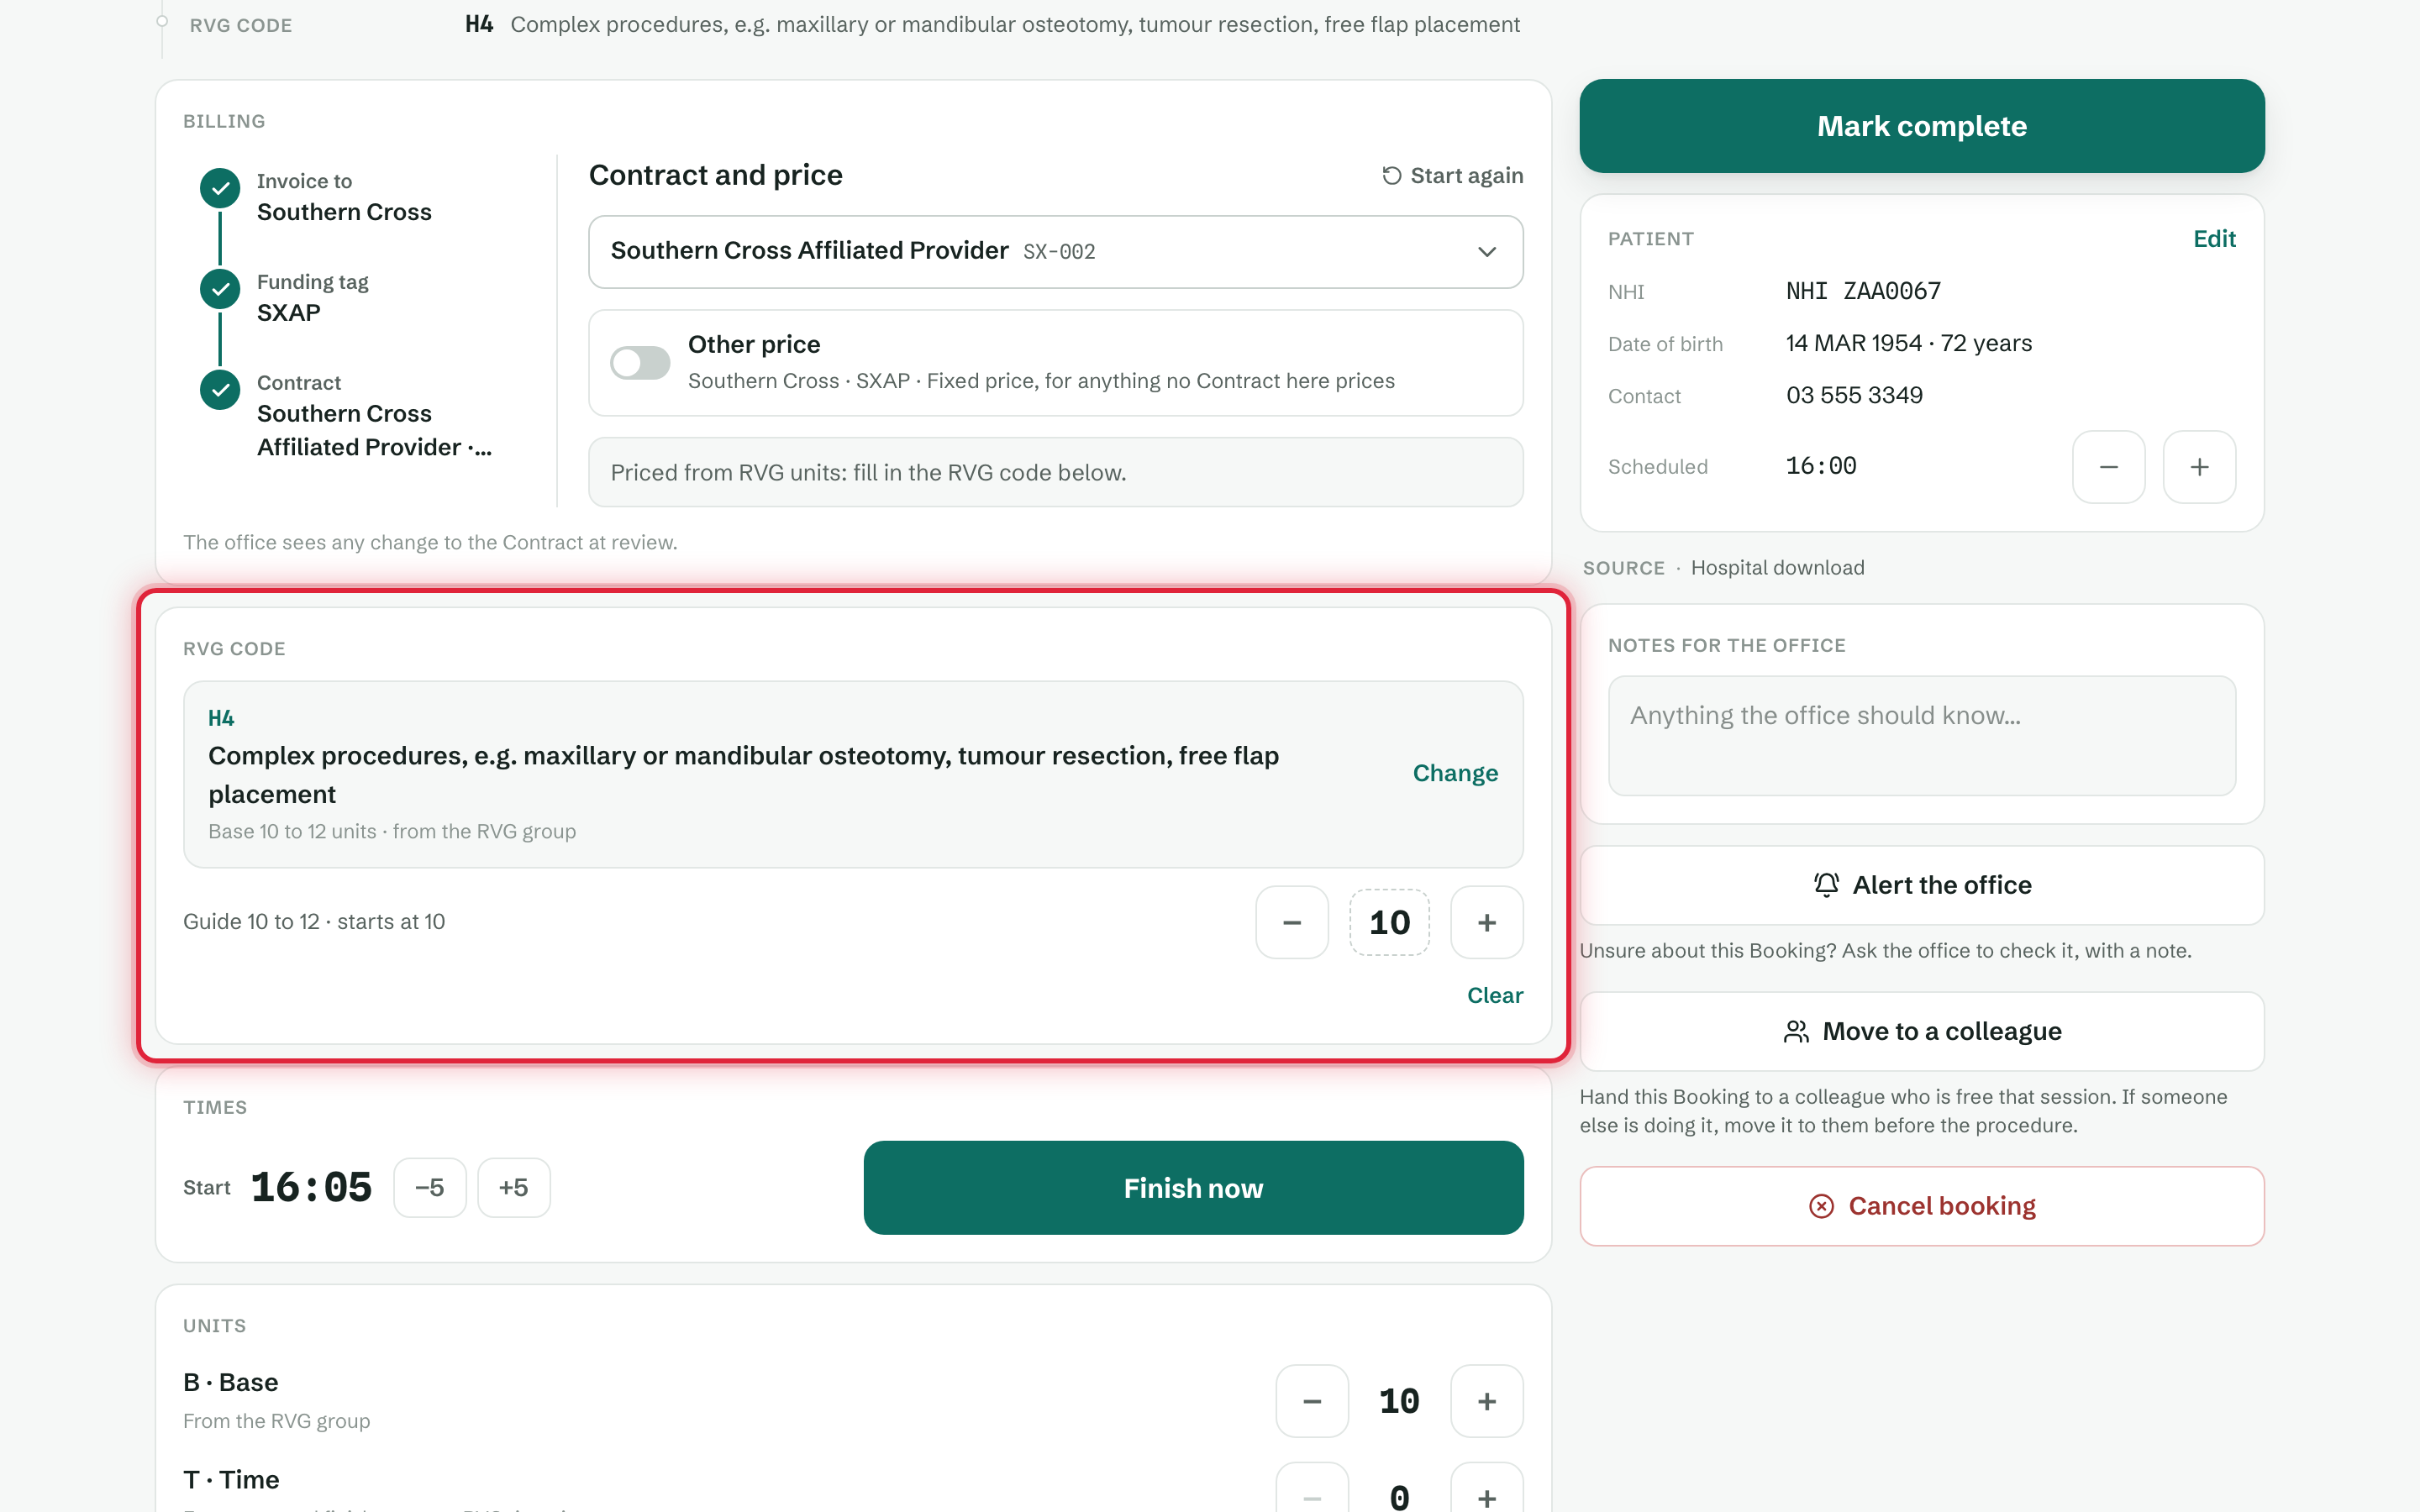 RVG CODE H4 Complex procedures, e.g. maxillary or mandibular osteotomy, tumour resection, free flap placement
BILLING
Invoice to
Southern Cross
Funding tag
SXAP
Contract
Southern Cross
Affiliated Provider ·...
Contract and price
Start again
Southern Cross Affiliated Provider SX-002
Other price
Southern Cross · SXAP · Fixed price, for anything no Contract here prices
Priced from RVG units: fill in the RVG code below.
The office sees any change to the Contract at review.
RVG CODE
H4
Complex procedures, e.g. maxillary or mandibular osteotomy, tumour resection, free flap
placement
Base 10 to 12 units · from the RVG group
Change
Guide 10 to 12 · starts at 10
− 10 +
Clear
TIMES
Start 16:05 −5 +5
Finish now
UNITS
B · Base
From the RVG group
− 10 +
T · Time
− 0 +
Mark complete
PATIENT
Edit
NHI NHI ZAA0067
Date of birth 14 MAR 1954 · 72 years
Contact 03 555 3349
Scheduled 16:00 − +
SOURCE · Hospital download
NOTES FOR THE OFFICE
Anything the office should know...
Alert the office
Unsure about this Booking? Ask the office to check it, with a note.
Move to a colleague
Hand this Booking to a colleague who is free that session. If someone
else is doing it, move it to them before the procedure.
Cancel booking